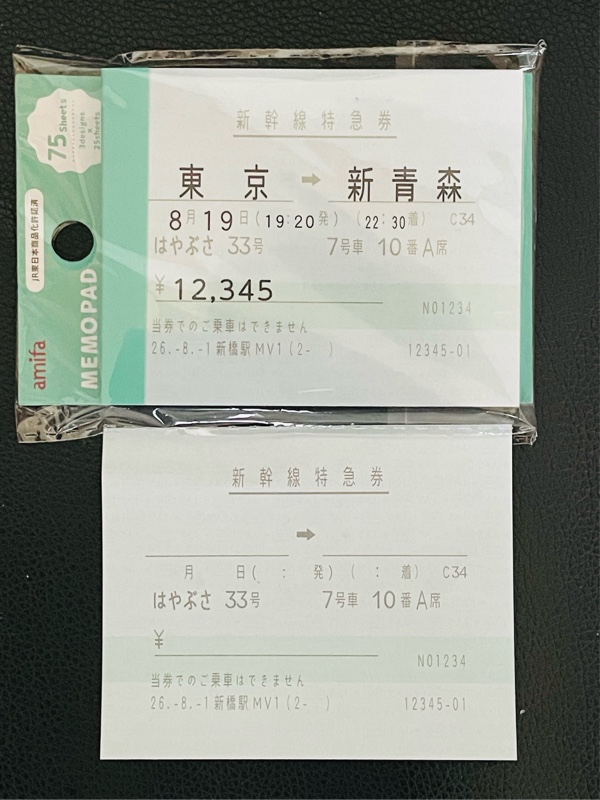 75 Sheets
3designs
×
25sheets
JR東日本商品化許諾済
amifa
MEMOPAD
新幹線特急券
東京 → 新青森
8月19日(19:20発) (22:30着) C34
はやぶさ 33号 7号車 10番A席
¥12,345
N01234
当券でのご乗車はできません
26.-8.-1新橋駅MV1(2- ) 12345-01
新幹線特急券
→
月 日( : 発) ( : 着) C34
はやぶさ 33号 7号車 10番A席
¥
N01234
当券でのご乗車はできません
26.-8.-1新橋駅MV1(2- ) 12345-01